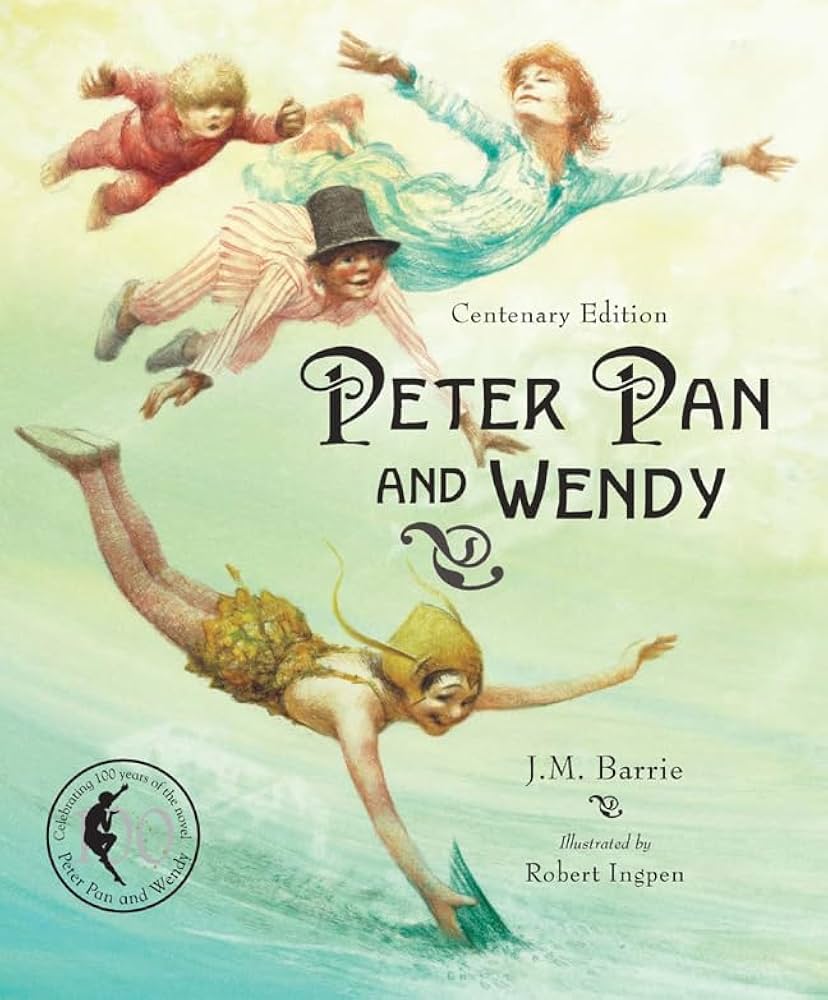 Centenary Edition
PETER PAN
AND WENDY
J.M. Barrie
Illustrated by
Robert Ingpen
Celebrating 100 years of the novel
100
Peter Pan and Wendy